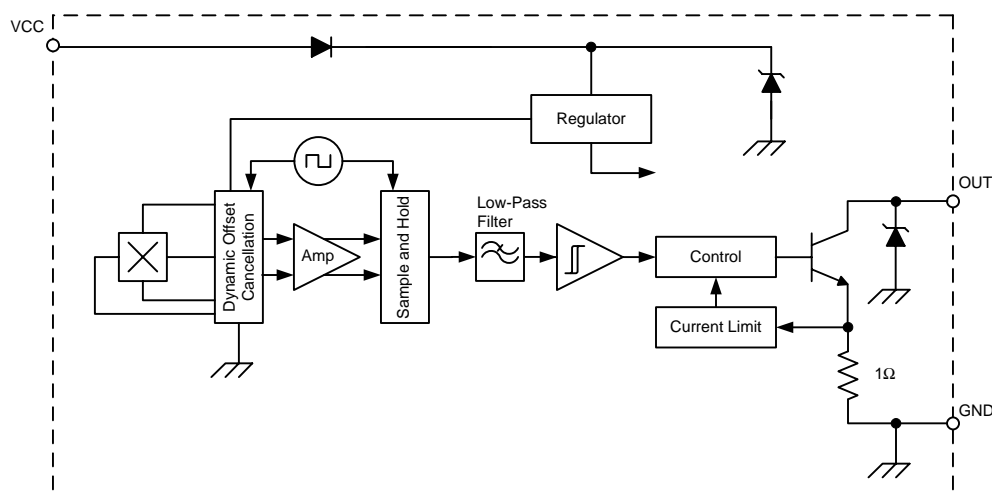 VCC
Regulator
OUT
Low-Pass
Filter
Dynamic Offset
Cancellation
Amp
Sample and Hold
Control
Current Limit
1Ω
GND